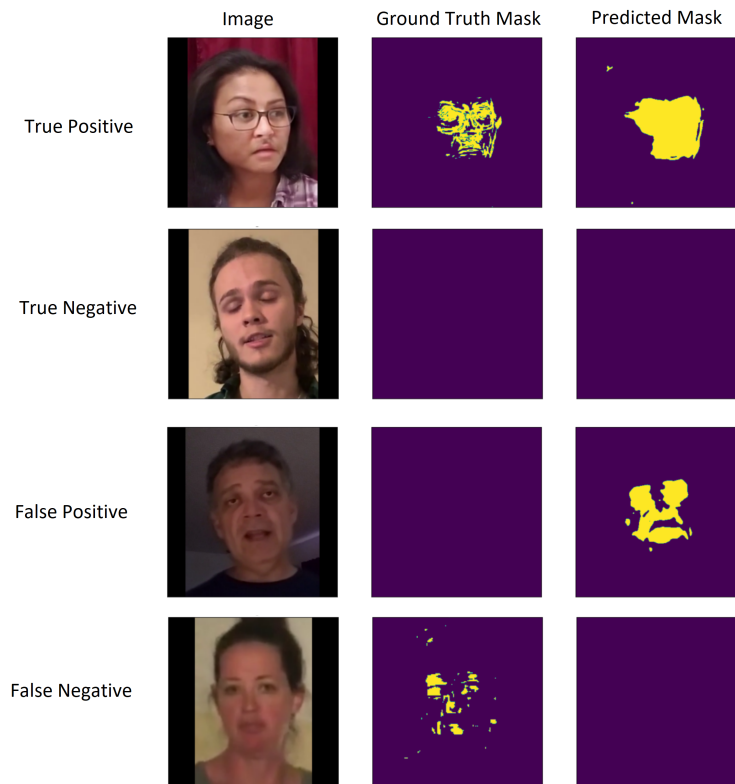 Image Ground Truth Mask Predicted Mask
True Positive
True Negative
False Positive
False Negative